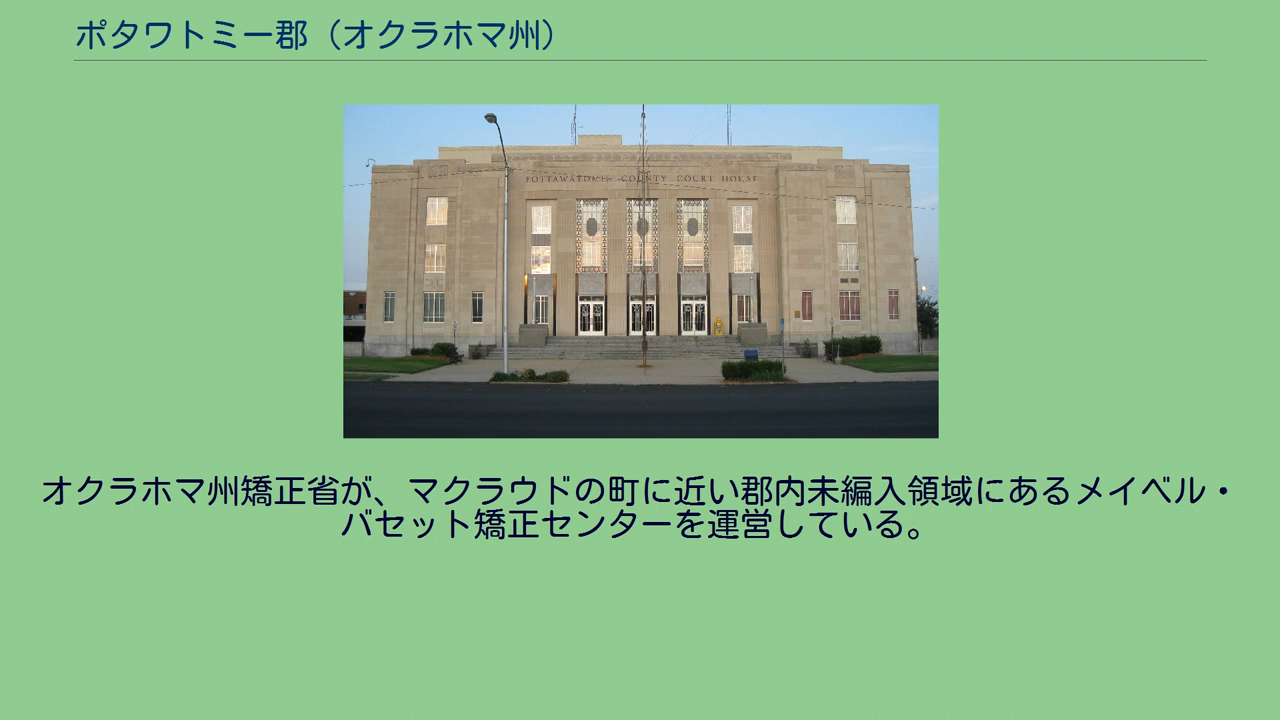 ポタワトミー郡（オクラホマ州）
POTTAWATOMIE COUNTY COURT HOUSE
オクラホマ州矯正省が、マクラウドの町に近い郡内未編入領域にあるメイベル・
バセット矯正センターを運営している。